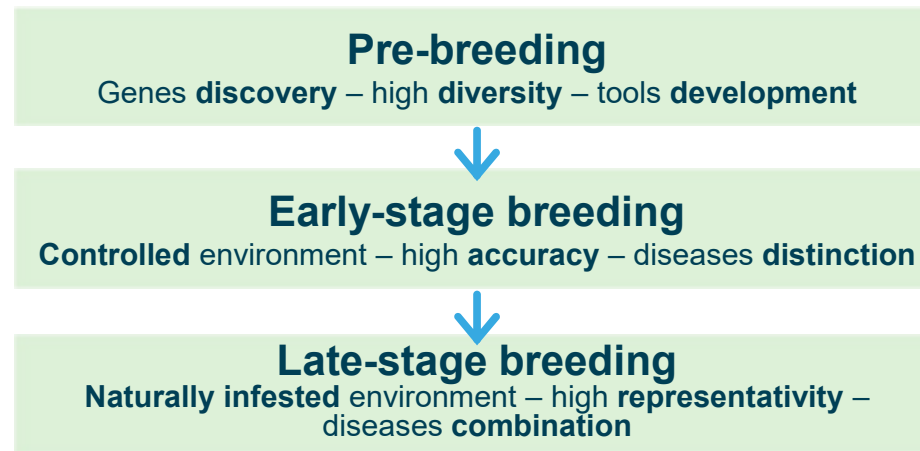 Pre-breeding
Genes discovery – high diversity – tools development
Early-stage breeding
Controlled environment – high accuracy – diseases distinction
Late-stage breeding
Naturally infested environment – high representativity –
diseases combination